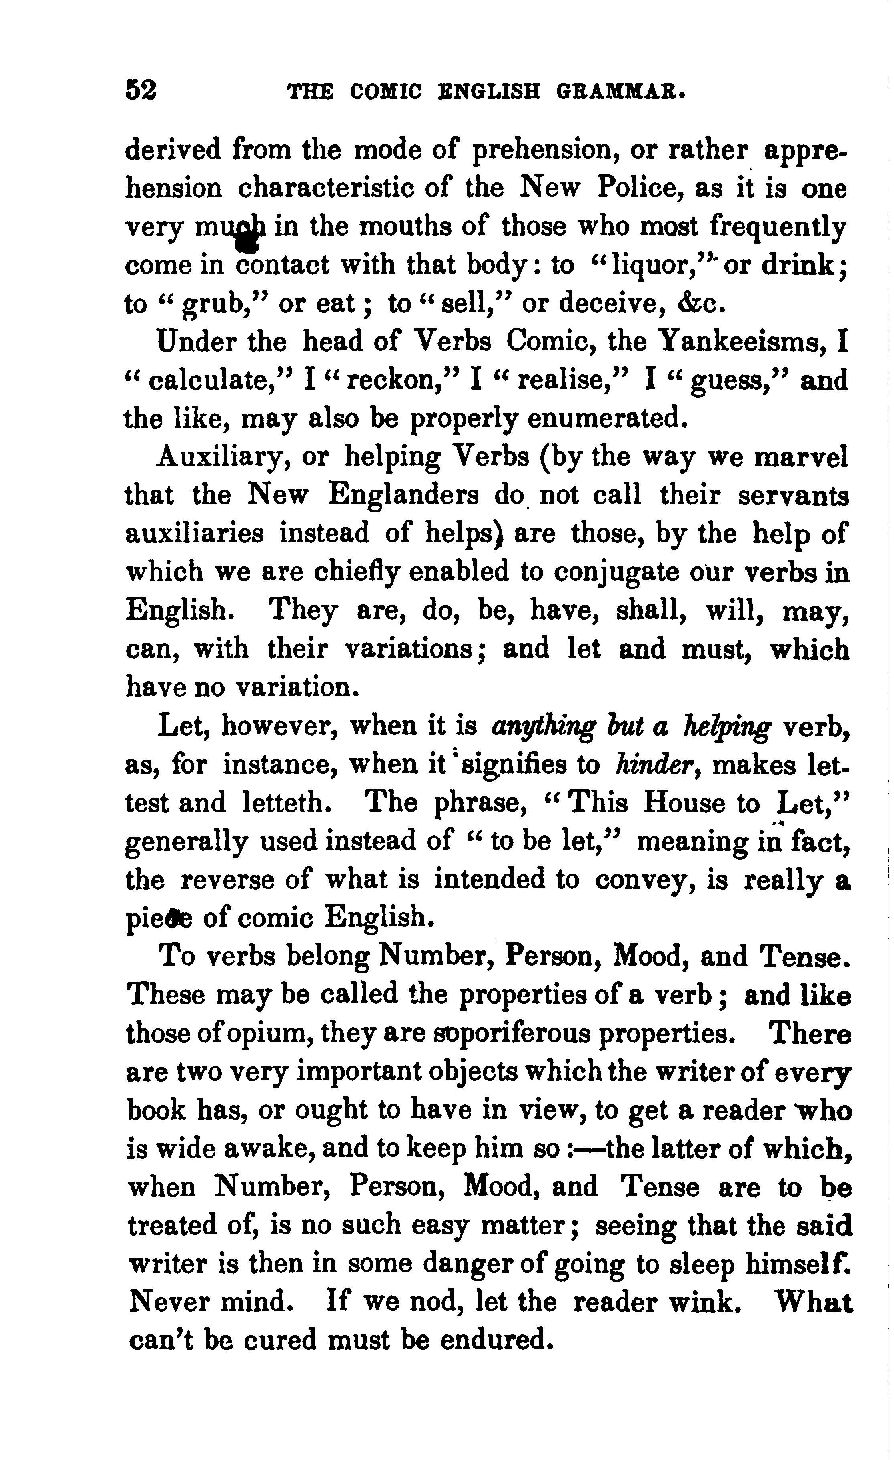 52 THE COMIC ENGLISH GRAMMAR.
derived from the mode of prehension, or rather appre-
hension characteristic of the New Police, as it is one
very much in the mouths of those who most frequently
come in contact with that body: to "liquor," or drink;
to "grub," or eat; to "sell," or deceive, &c.
Under the head of Verbs Comic, the Yankeeisms, I
"calculate," I "reckon," I "realise," I "guess," and
the like, may also be properly enumerated.
Auxiliary, or helping Verbs (by the way we marvel
that the New Englanders do not call their servants
auxiliaries instead of helps) are those, by the help of
which we are chiefly enabled to conjugate our verbs in
English. They are, do, be, have, shall, will, may,
can, with their variations; and let and must, which
have no variation.
Let, however, when it is anything but a helping verb,
as, for instance, when it signifies to hinder, makes let-
test and letteth. The phrase, "This House to Let,"
generally used instead of "to be let," meaning in fact,
the reverse of what is intended to convey, is really a
piece of comic English.
To verbs belong Number, Person, Mood, and Tense.
These may be called the properties of a verb; and like
those of opium, they are soporiferous properties. There
are two very important objects which the writer of every
book has, or ought to have in view, to get a reader who
is wide awake, and to keep him so:—the latter of which,
when Number, Person, Mood, and Tense are to be
treated of, is no such easy matter; seeing that the said
writer is then in some danger of going to sleep himself.
Never mind. If we nod, let the reader wink. What
can't be cured must be endured.